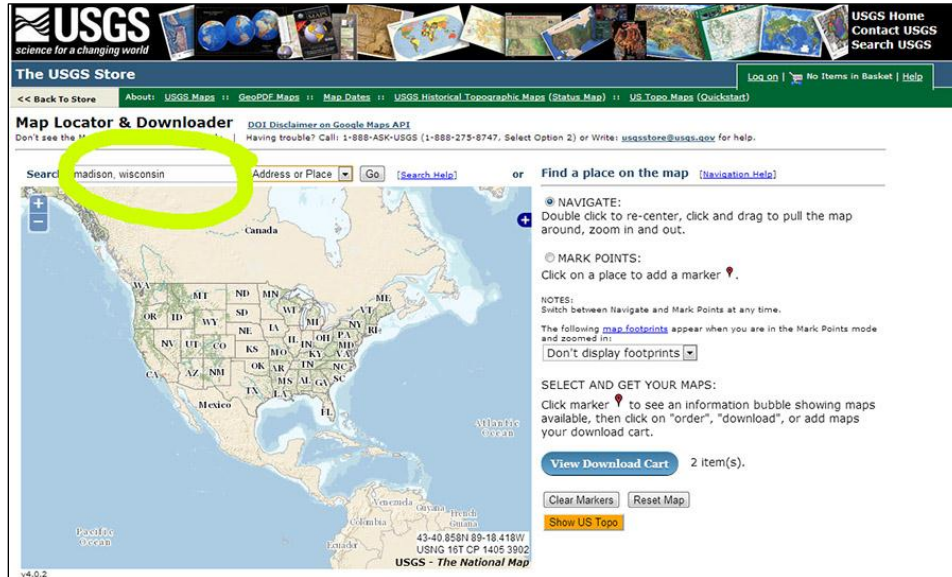 USGS
science for a changing world
USGS Home
Contact USGS
Search USGS
The USGS Store
Log on | No Items in Basket | Help
<< Back To Store
About: USGS Maps :: GeoPDF Maps :: Map Dates :: USGS Historical Topographic Maps (Status Map) :: US Topo Maps (Quickstart)
Map Locator & Downloader
DOI Disclaimer on Google Maps API
Don't see the | Having trouble? Call: 1-888-ASK-USGS (1-888-275-8747, Select Option 2) or Write: usgsstore@usgs.gov for help.
Search madison, wisconsin Address or Place Go [Search Help] or
Find a place on the map [Navigation Help]
NAVIGATE:
Double click to re-center, click and drag to pull the map
around, zoom in and out.
MARK POINTS:
Click on a place to add a marker .
NOTES:
Switch between Navigate and Mark Points at any time.
The following map footprints appear when you are in the Mark Points mode
and zoomed in:
Don't display footprints
SELECT AND GET YOUR MAPS:
Click marker to see an information bubble showing maps
available, then click on "order", "download", or add maps
your download cart.
View Download Cart 2 item(s).
Clear Markers Reset Map
Show US Topo
+
−
+
Canada
WA MT ND MN ME
OR ID WY SD WI MI VT NY RI
NE IA IL IN OH PA MD
NV UT CO KS MO KY VA
CA AZ NM OK AR TN NC
TX LA MS AL GA SC
FL
Mexico
Atlantic
Ocean
Venezuela Guyana French
Guiana
Colombia
Ecuador
Pacific
Ocean
43-40.858N 89-18.418W
USNG 16T CP 1405 3902
USGS - The National Map
v4.0.2